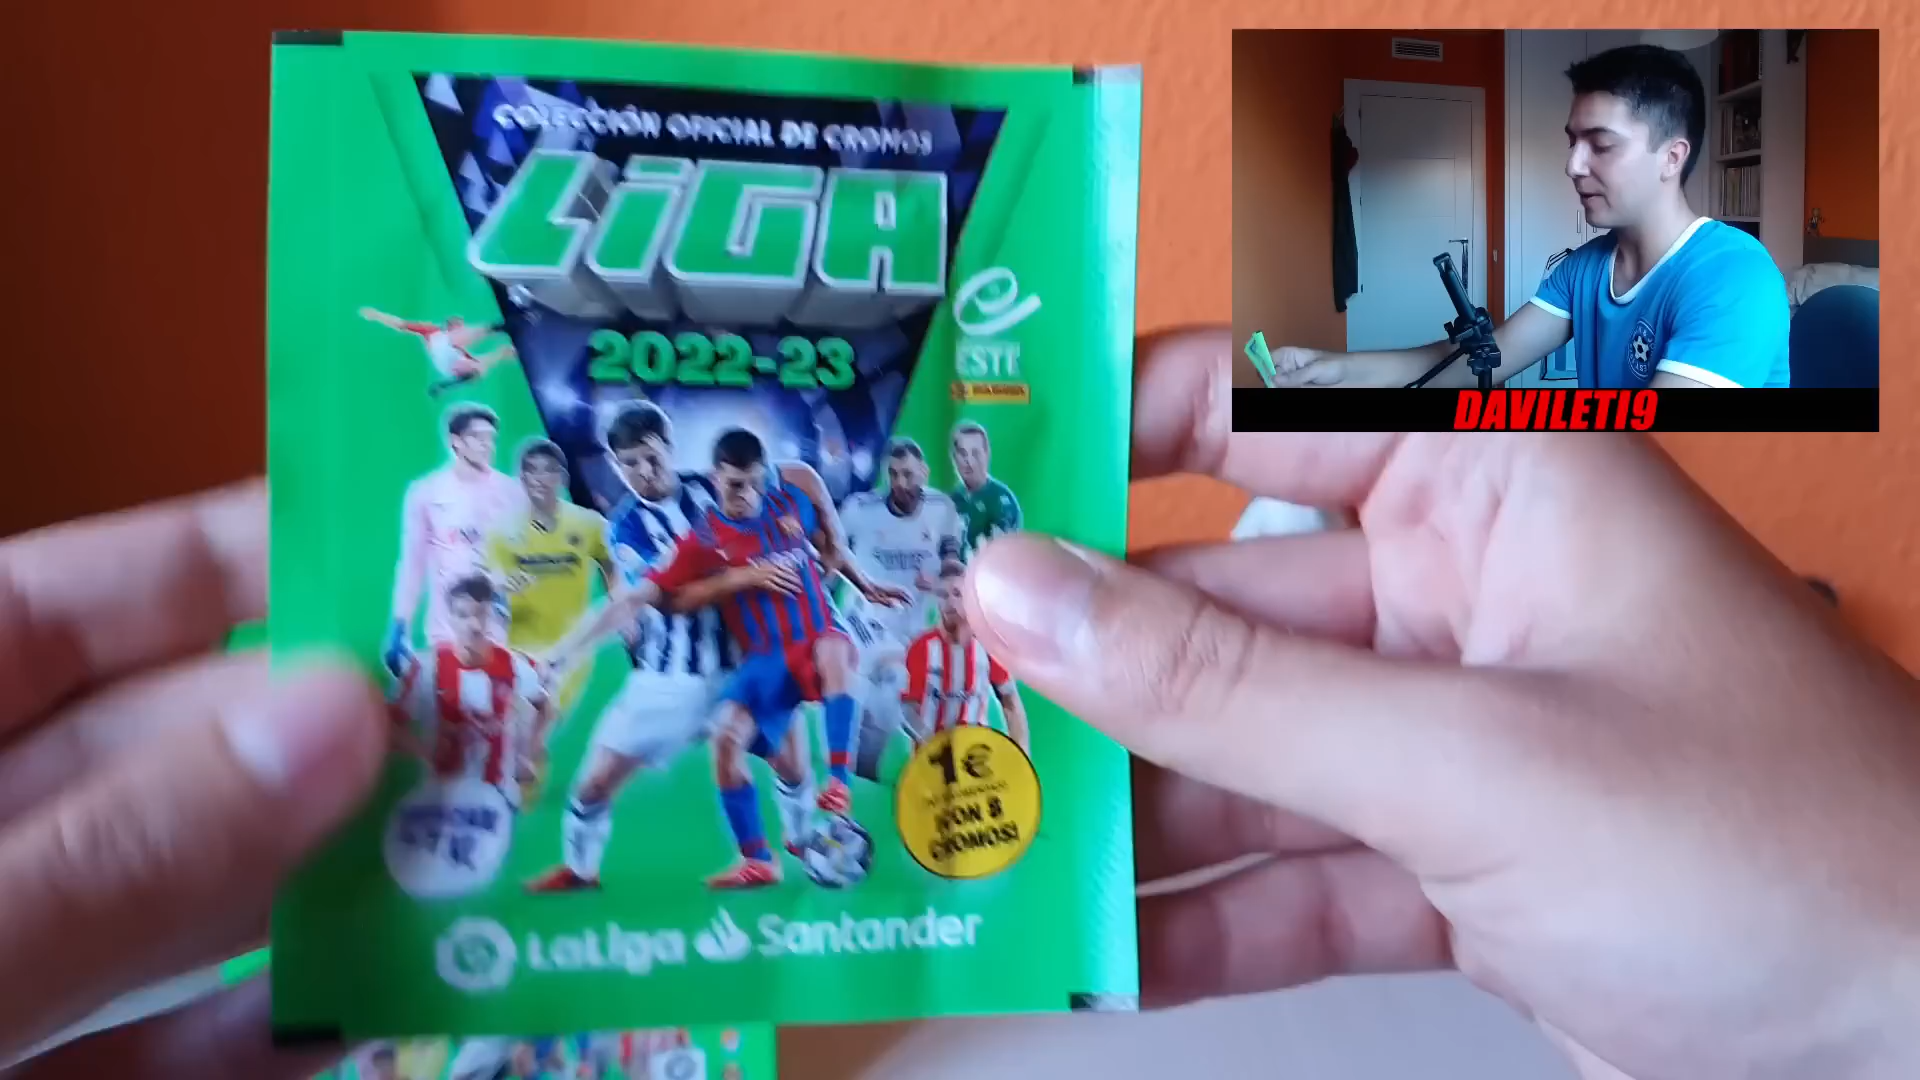 COLECCIÓN OFICIAL DE CROMOS
LiGA
2022-23
ESTE
PANINI
1€
¡CON 8
CROMOS!
LaLiga Santander
DAVILETI9